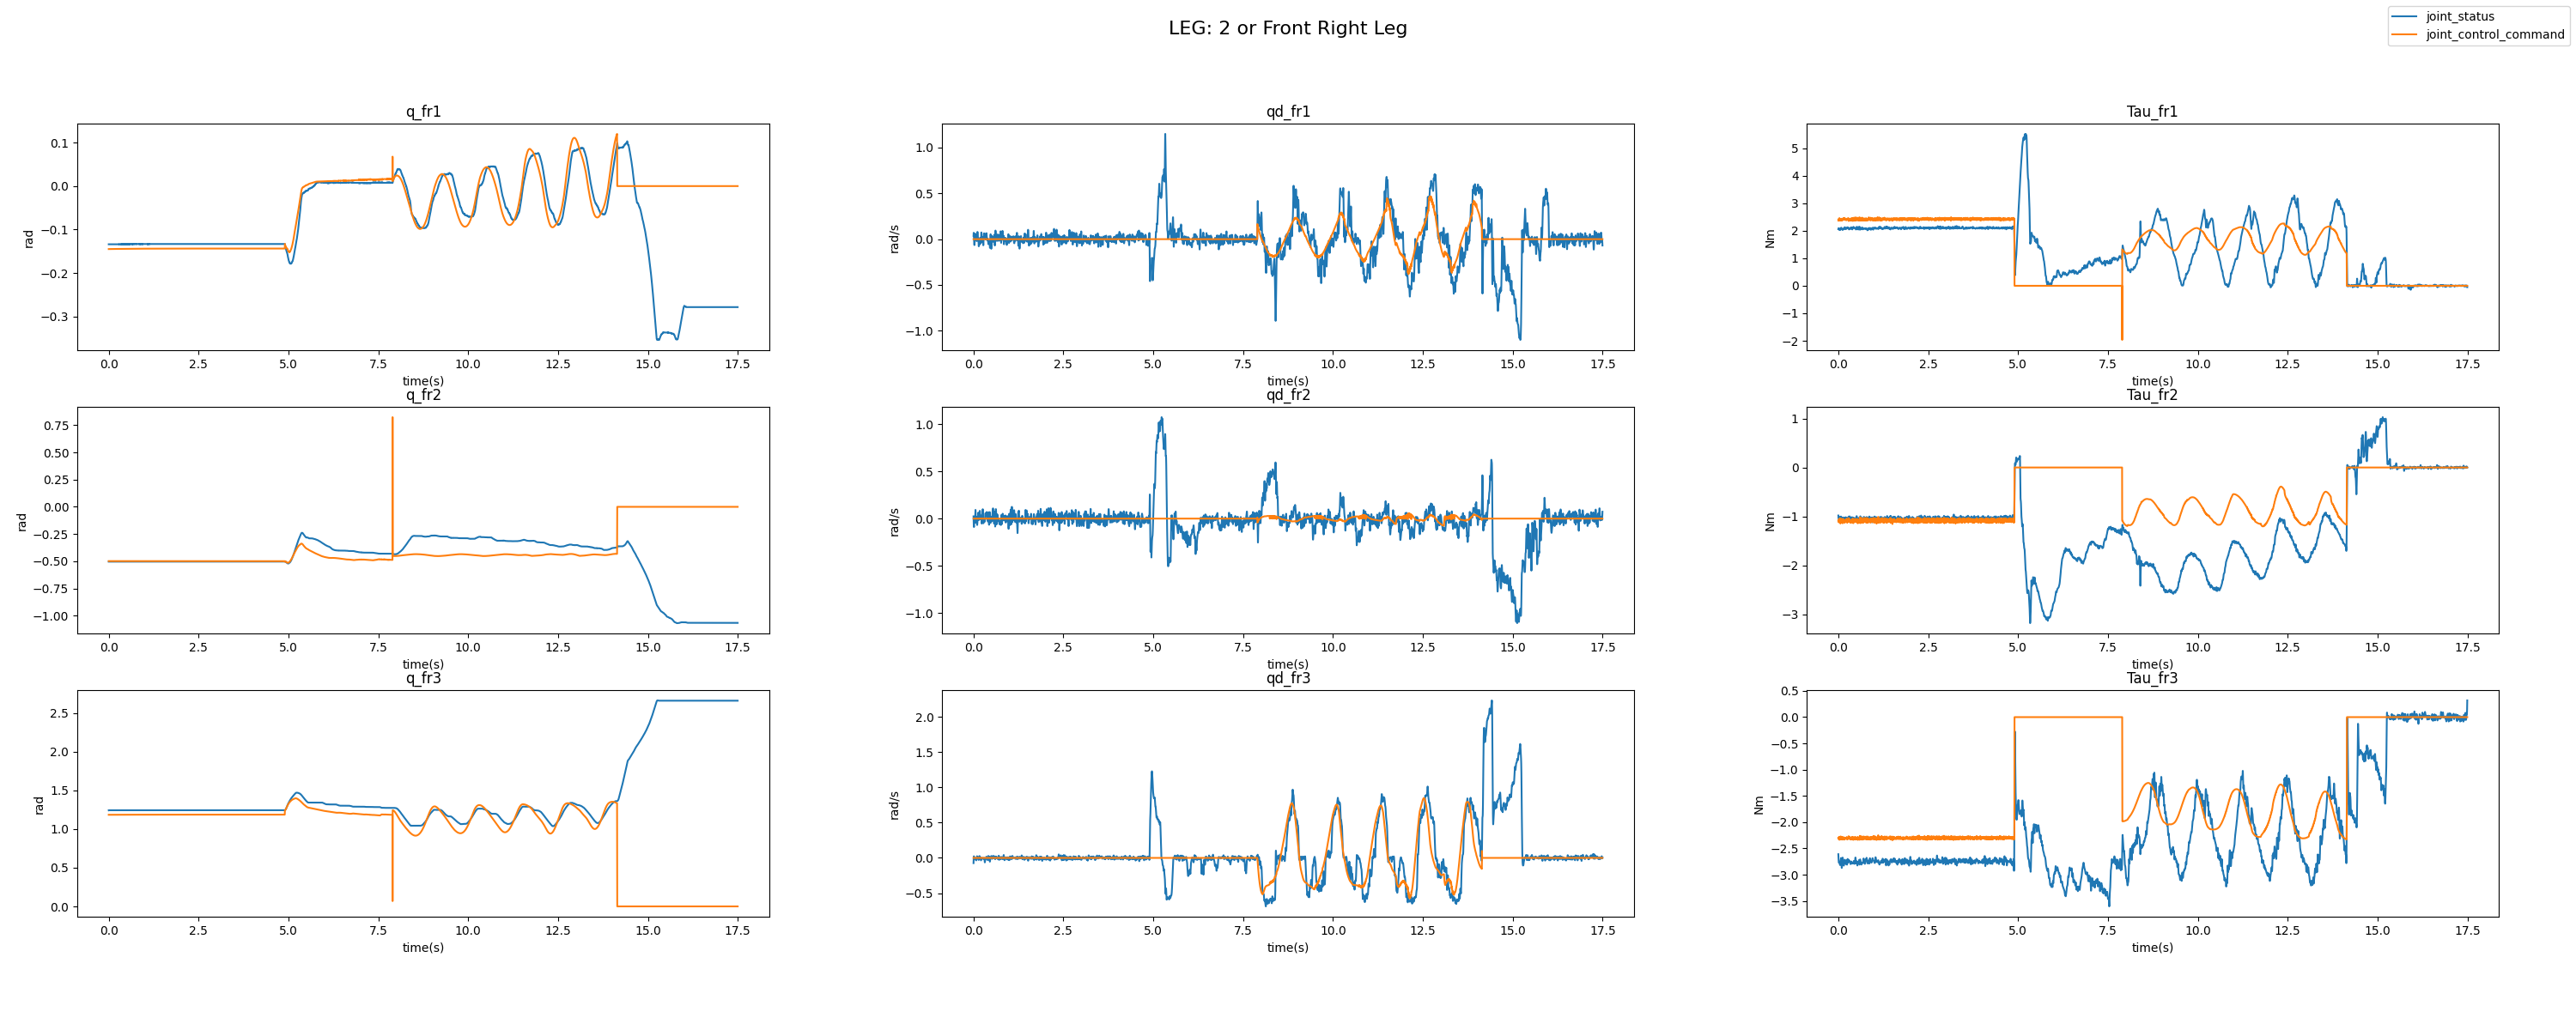 LEG: 2 or Front Right Leg
joint_status
joint_control_command
q_fr1
rad
0.1
0.0
−0.1
−0.2
−0.3
0.0 2.5 5.0 7.5 10.0 12.5 15.0 17.5
time(s)
qd_fr1
rad/s
1.0
0.5
0.0
−0.5
−1.0
0.0 2.5 5.0 7.5 10.0 12.5 15.0 17.5
time(s)
Tau_fr1
Nm
5
4
3
2
1
0
−1
−2
0.0 2.5 5.0 7.5 10.0 12.5 15.0 17.5
time(s)
q_fr2
rad
0.75
0.50
0.25
0.00
−0.25
−0.50
−0.75
−1.00
0.0 2.5 5.0 7.5 10.0 12.5 15.0 17.5
time(s)
qd_fr2
rad/s
1.0
0.5
0.0
−0.5
−1.0
0.0 2.5 5.0 7.5 10.0 12.5 15.0 17.5
time(s)
Tau_fr2
Nm
1
0
−1
−2
−3
0.0 2.5 5.0 7.5 10.0 12.5 15.0 17.5
time(s)
q_fr3
rad
2.5
2.0
1.5
1.0
0.5
0.0
0.0 2.5 5.0 7.5 10.0 12.5 15.0 17.5
time(s)
qd_fr3
rad/s
2.0
1.5
1.0
0.5
0.0
−0.5
0.0 2.5 5.0 7.5 10.0 12.5 15.0 17.5
time(s)
Tau_fr3
Nm
0.5
0.0
−0.5
−1.0
−1.5
−2.0
−2.5
−3.0
−3.5
0.0 2.5 5.0 7.5 10.0 12.5 15.0 17.5
time(s)